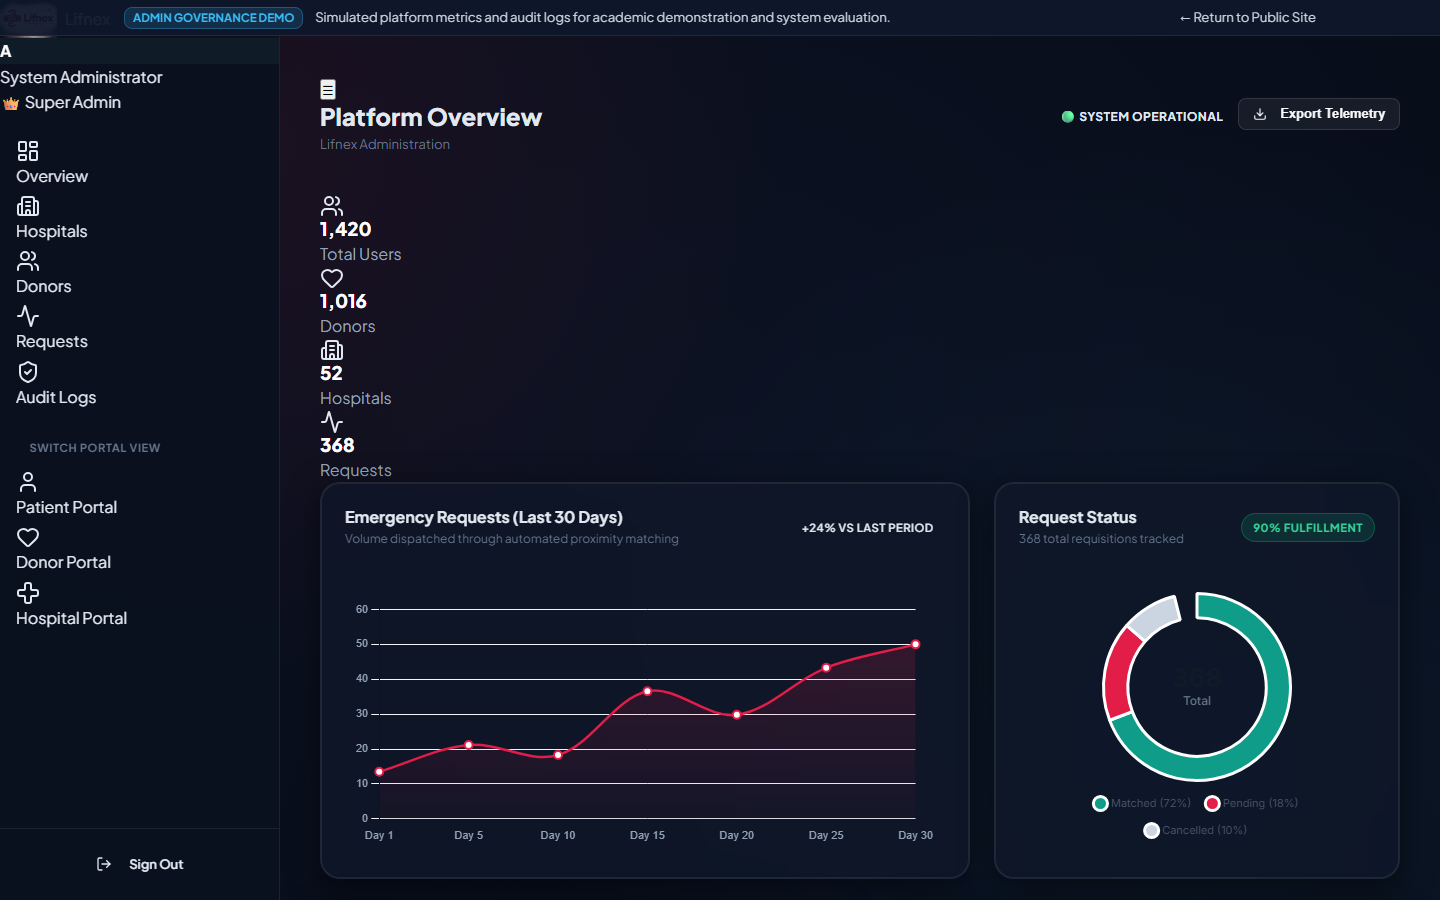 Lifnex
ADMIN GOVERNANCE DEMO
Simulated platform metrics and audit logs for academic demonstration and system evaluation.
← Return to Public Site
A
System Administrator
Super Admin
Overview
Hospitals
Donors
Requests
Audit Logs
SWITCH PORTAL VIEW
Patient Portal
Donor Portal
Hospital Portal
Sign Out
☰
Platform Overview
Lifnex Administration
SYSTEM OPERATIONAL
Export Telemetry
1,420
Total Users
1,016
Donors
52
Hospitals
368
Requests
Emergency Requests (Last 30 Days)
Volume dispatched through automated proximity matching
+24% VS LAST PERIOD
60
50
40
30
20
10
0
Day 1 Day 5 Day 10 Day 15 Day 20 Day 25 Day 30
Request Status
368 total requisitions tracked
90% FULFILLMENT
368
Total
Matched (72%) Pending (18%)
Cancelled (10%)